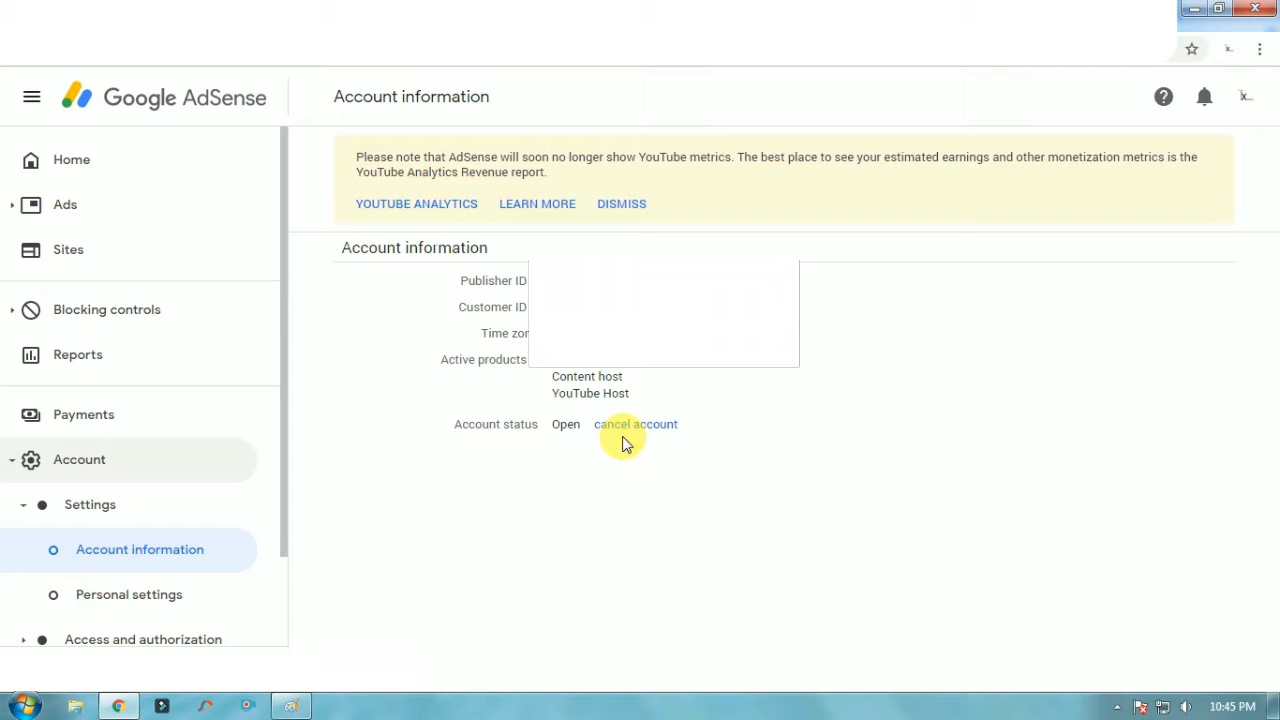 Google AdSense
Account information
Home
Ads
Sites
Blocking controls
Reports
Payments
Account
Settings
Account information
Personal settings
Access and authorization
Please note that AdSense will soon no longer show YouTube metrics. The best place to see your estimated earnings and other monetization metrics is the
YouTube Analytics Revenue report.
YOUTUBE ANALYTICS LEARN MORE DISMISS
Account information
Publisher ID
Customer ID
Time zon
Active products
Content host
YouTube Host
Account status Open cancel account
10:45 PM